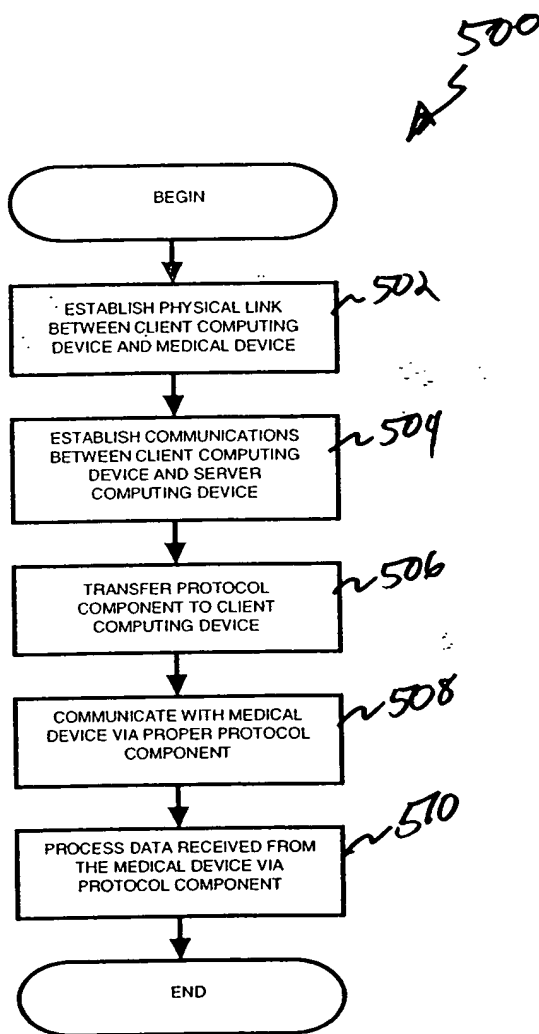 500
BEGIN
ESTABLISH PHYSICAL LINK
BETWEEN CLIENT COMPUTING
DEVICE AND MEDICAL DEVICE
502
ESTABLISH COMMUNICATIONS
BETWEEN CLIENT COMPUTING
DEVICE AND SERVER
COMPUTING DEVICE
504
TRANSFER PROTOCOL
COMPONENT TO CLIENT
COMPUTING DEVICE
506
COMMUNICATE WITH MEDICAL
DEVICE VIA PROPER PROTOCOL
COMPONENT
508
PROCESS DATA RECEIVED FROM
THE MEDICAL DEVICE VIA
PROTOCOL COMPONENT
510
END